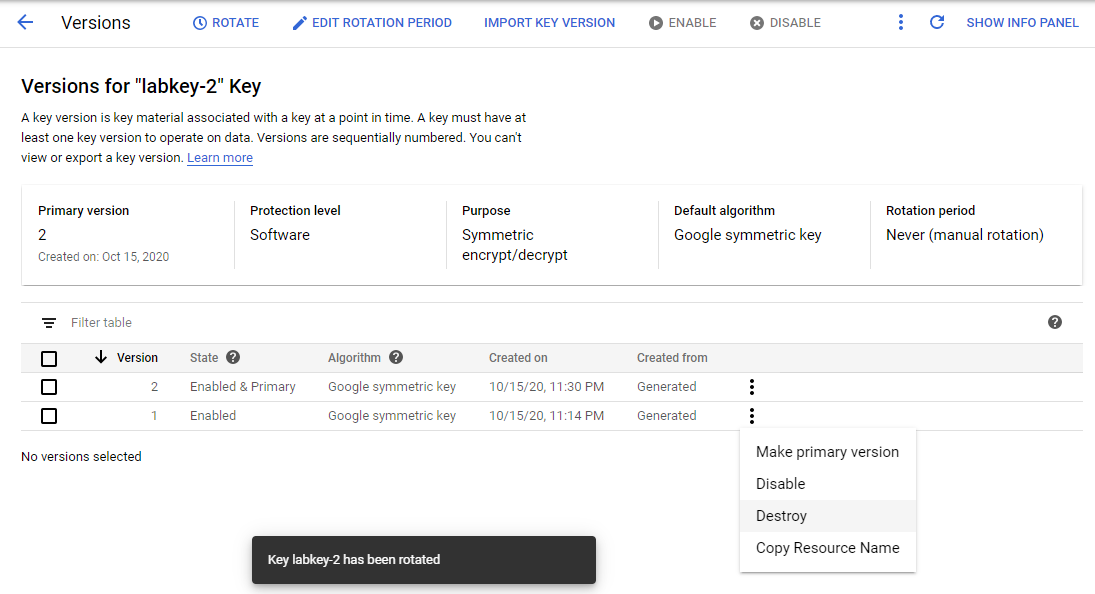 Versions ROTATE EDIT ROTATION PERIOD IMPORT KEY VERSION ENABLE DISABLE SHOW INFO PANEL
Versions for "labkey-2" Key
A key version is key material associated with a key at a point in time. A key must have at
least one key version to operate on data. Versions are sequentially numbered. You can't
view or export a key version. Learn more
Primary version Protection level Purpose Default algorithm Rotation period
2 Software Symmetric Google symmetric key Never (manual rotation)
encrypt/decrypt
Created on: Oct 15, 2020
Filter table
Version State Algorithm Created on Created from
2 Enabled & Primary Google symmetric key 10/15/20, 11:30 PM Generated
1 Enabled Google symmetric key 10/15/20, 11:14 PM Generated
No versions selected
Make primary version
Disable
Destroy
Copy Resource Name
Key labkey-2 has been rotated